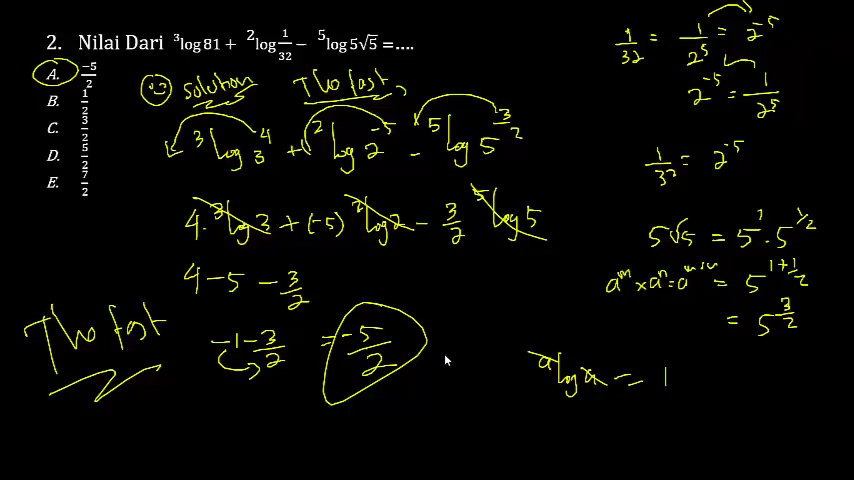 2. Nilai Dari ³log 81 + ²log 1/32 − ⁵log 5√5 = ....
A. −5/2
B. 1/2
C. 3/2
D. 5/2
E. 7/2
Solution The fast,
³log 3⁴ + ²log 2⁻⁵ − ⁵log 5^(3/2)
4 · ³log 3 + (−5) ²log 2 − 3/2 ⁵log 5
4 − 5 − 3/2
−1 − 3/2 = −5/2
The fast
1/32 = 1/2⁵ = 2⁻⁵
2⁻⁵ = 1/2⁵
1/32 = 2⁻⁵
5√5 = 5¹ · 5^(1/2)
aᵐ × aⁿ = aᵐ⁺ⁿ = 5^(1+1/2)
= 5^(3/2)
ᵃlog a = 1